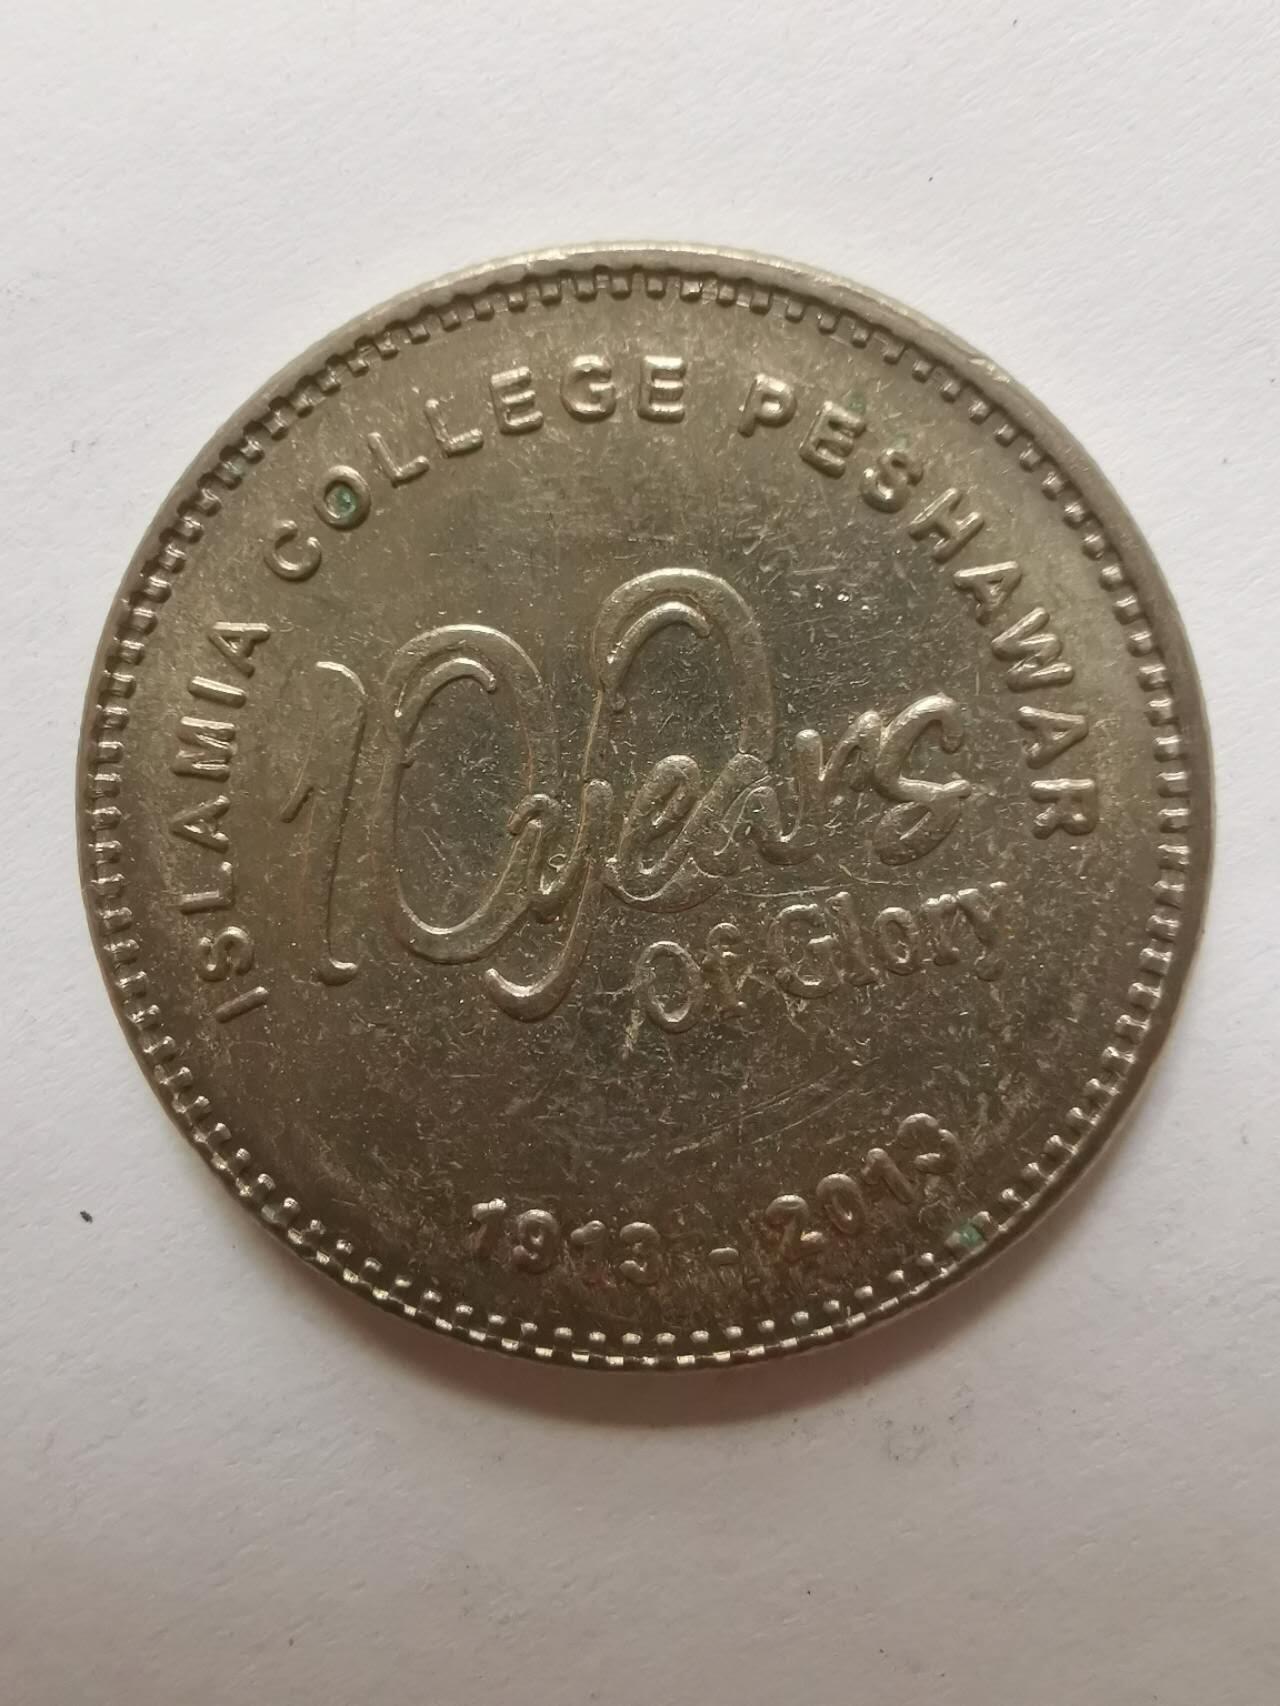 ISLAMIA COLLEGE PESHAWAR
100 years
Of Glory
1913 - 2013